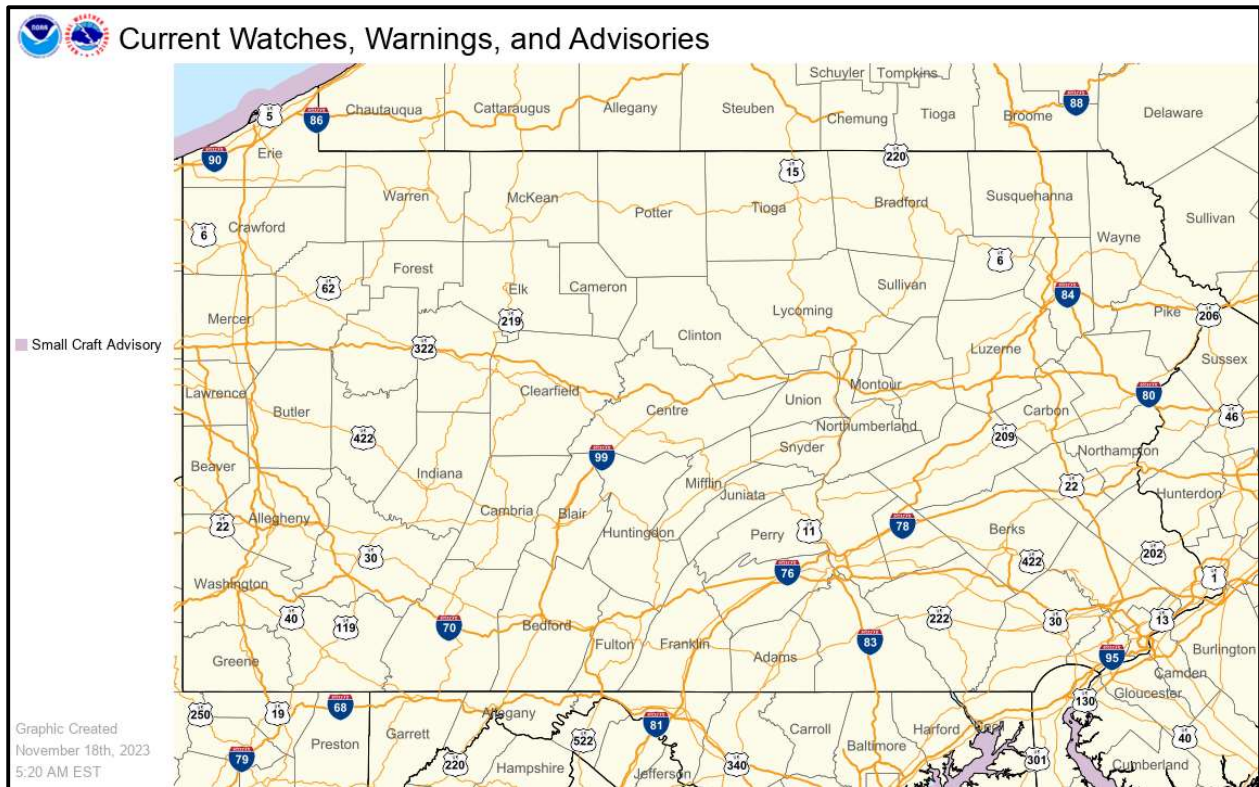 Current Watches, Warnings, and Advisories
Schuyler Tompkins
5 86 Chautauqua Cattaraugus Allegany Steuben Chemung Tioga Broome 88 Delaware
90 Erie
220
15
Warren McKean Potter Tioga Bradford Susquehanna
6 Crawford Sullivan
Wayne
Forest 6
62 Elk Cameron Sullivan 84
Mercer 219 Lycoming Pike 206
Clinton
Small Craft Advisory
322 Luzerne Sussex
Lawrence Clearfield Montour 80
Butler Centre Union Carbon 46
422 Northumberland 209
99 Snyder Northampton
Beaver Indiana Mifflin 22
Juniata Hunterdon
22 Allegheny Cambria Blair
Huntingdon Perry 11 78 Berks
30 422 202
76 1
Washington
40 119 70 Bedford 222 30 13
Fulton Franklin 83
Greene Adams 95 Burlington
Camden
Gloucester
250 19 68 Allegany 81 130
Carroll Harford
Preston Garrett 522 Baltimore 40
79 220 Hampshire Jefferson 340 301 Cumberland
Graphic Created
November 18th, 2023
5:20 AM EST